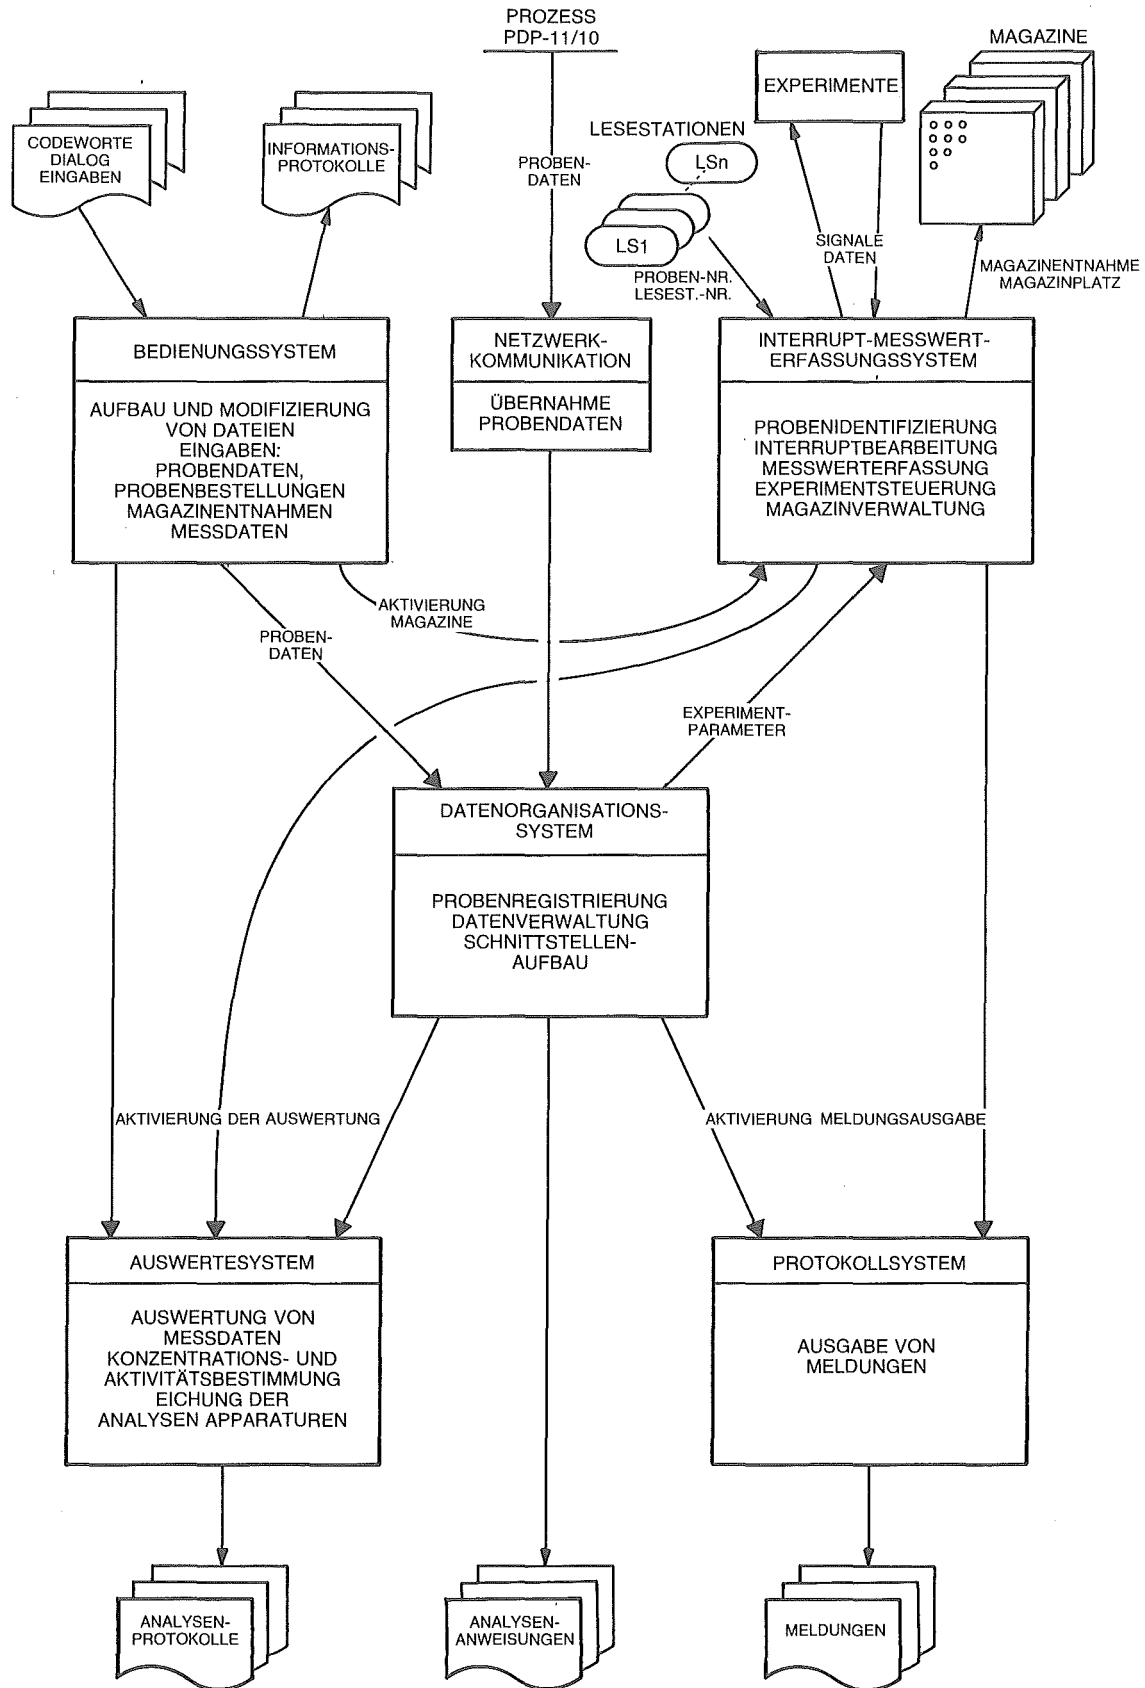 PROZESS
PDP-11/10
MAGAZINE
EXPERIMENTE
LESESTATIONEN
LSn
LS1
CODEWORTE
DIALOG
EINGABEN
INFORMATIONS-
PROTOKOLLE
PROBEN-
DATEN
SIGNALE
DATEN
PROBEN-NR.
LESEST.-NR.
MAGAZINENTNAHME
MAGAZINPLATZ
BEDIENUNGSSYSTEM
AUFBAU UND MODIFIZIERUNG
VON DATEIEN
EINGABEN:
PROBENDATEN,
PROBENBESTELLUNGEN
MAGAZINENTNAHMEN
MESSDATEN
NETZWERK-
KOMMUNIKATION
ÜBERNAHME
PROBENDATEN
INTERRUPT-MESSWERT-
ERFASSUNGSSYSTEM
PROBENIDENTIFIZIERUNG
INTERRUPTBEARBEITUNG
MESSWERTERFASSUNG
EXPERIMENTSTEUERUNG
MAGAZINVERWALTUNG
AKTIVIERUNG
MAGAZINE
PROBEN-
DATEN
EXPERIMENT-
PARAMETER
DATENORGANISATIONS-
SYSTEM
PROBENREGISTRIERUNG
DATENVERWALTUNG
SCHNITTSTELLEN-
AUFBAU
AKTIVIERUNG DER AUSWERTUNG
AKTIVIERUNG MELDUNGSAUSGABE
AUSWERTESYSTEM
AUSWERTUNG VON
MESSDATEN
KONZENTRATIONS- UND
AKTIVITÄTSBESTIMMUNG
EICHUNG DER
ANALYSEN APPARATUREN
PROTOKOLLSYSTEM
AUSGABE VON
MELDUNGEN
ANALYSEN-
PROTOKOLLE
ANALYSEN-
ANWEISUNGEN
MELDUNGEN